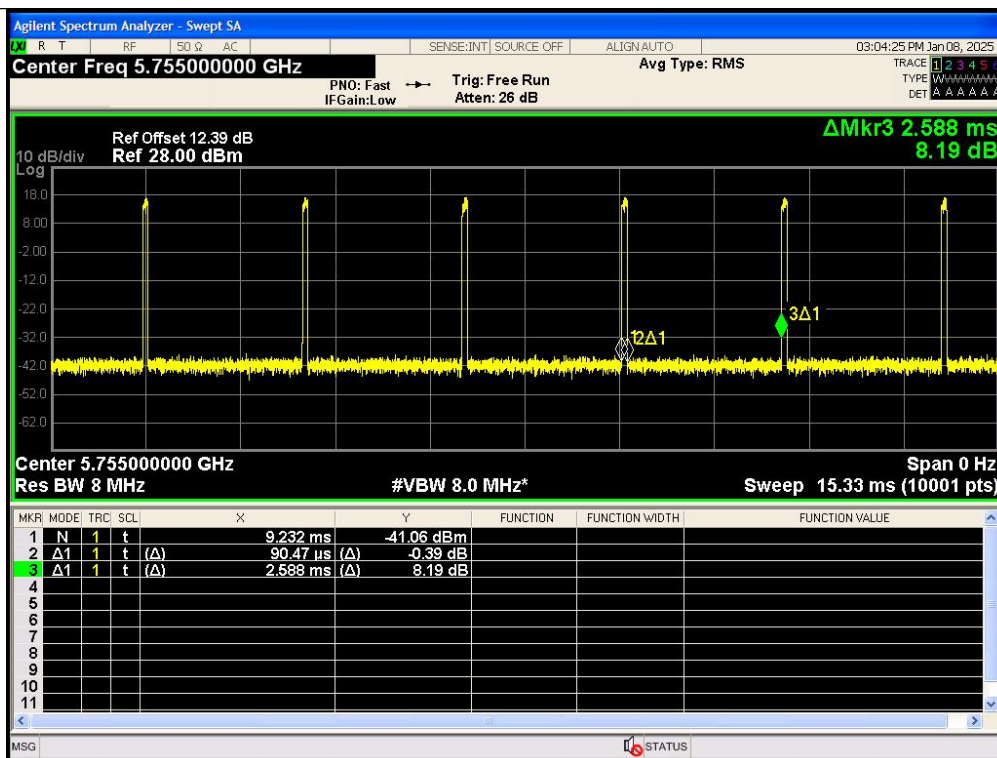 Agilent Spectrum Analyzer - Swept SA
LXI R T RF 50 Ω AC SENSE:INT SOURCE OFF ALIGN AUTO 03:04:25 PM Jan 08, 2025
Center Freq 5.755000000 GHz Avg Type: RMS TRACE 1 2 3 4 5 6
PNO: Fast Trig: Free Run TYPE W
IFGain:Low Atten: 26 dB DET A A A A A A
ΔMkr3 2.588 ms
8.19 dB
Ref Offset 12.39 dB
10 dB/div Ref 28.00 dBm
Log
18.0
8.00
-2.00
-12.0
-22.0
3Δ1
-32.0
2Δ1
-42.0
-52.0
-62.0
Center 5.755000000 GHz Span 0 Hz
Res BW 8 MHz #VBW 8.0 MHz* Sweep 15.33 ms (10001 pts)
MKR MODE TRC SCL X Y FUNCTION FUNCTION WIDTH FUNCTION VALUE
1 N 1 t 9.232 ms -41.06 dBm
2 Δ1 1 t (Δ) 90.47 µs (Δ) -0.39 dB
3 Δ1 1 t (Δ) 2.588 ms (Δ) 8.19 dB
4
5
6
7
8
9
10
11
MSG STATUS